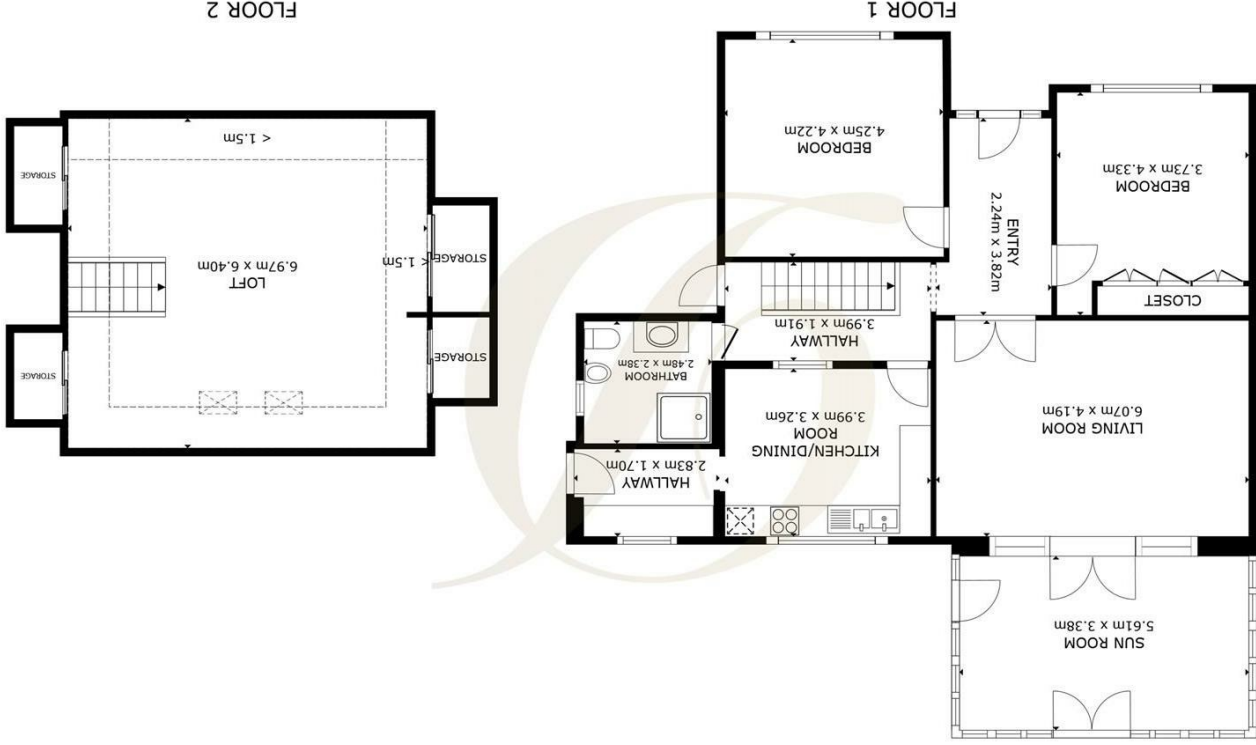 SUN ROOM
5.61m x 3.38m
LIVING ROOM
6.07m x 4.19m
KITCHEN/DINING
ROOM
3.99m x 3.26m
HALLWAY
2.83m x 1.70m
BATHROOM
2.48m x 2.38m
HALLWAY
3.99m x 1.91m
CLOSET
BEDROOM
3.73m x 4.33m
ENTRY
2.24m x 3.82m
BEDROOM
4.25m x 4.22m
FLOOR 1
STORAGE
STORAGE
LOFT
6.97m x 6.40m
< 1.5m
STORAGE
STORAGE
< 1.5m
FLOOR 2